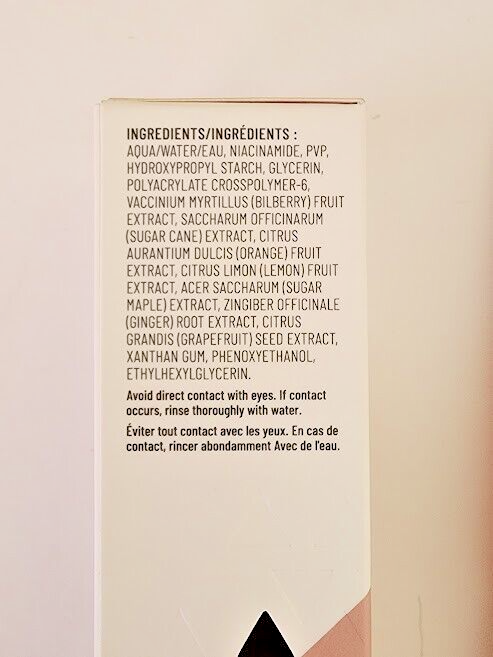 INGREDIENTS/INGRÉDIENTS :
AQUA/WATER/EAU, NIACINAMIDE, PVP,
HYDROXYPROPYL STARCH, GLYCERIN,
POLYACRYLATE CROSSPOLYMER-6,
VACCINIUM MYRTILLUS (BILBERRY) FRUIT
EXTRACT, SACCHARUM OFFICINARUM
(SUGAR CANE) EXTRACT, CITRUS
AURANTIUM DULCIS (ORANGE) FRUIT
EXTRACT, CITRUS LIMON (LEMON) FRUIT
EXTRACT, ACER SACCHARUM (SUGAR
MAPLE) EXTRACT, ZINGIBER OFFICINALE
(GINGER) ROOT EXTRACT, CITRUS
GRANDIS (GRAPEFRUIT) SEED EXTRACT,
XANTHAN GUM, PHENOXYETHANOL,
ETHYLHEXYLGLYCERIN.
Avoid direct contact with eyes. If contact
occurs, rinse thoroughly with water.
Éviter tout contact avec les yeux. En cas de
contact, rincer abondamment Avec de l'eau.